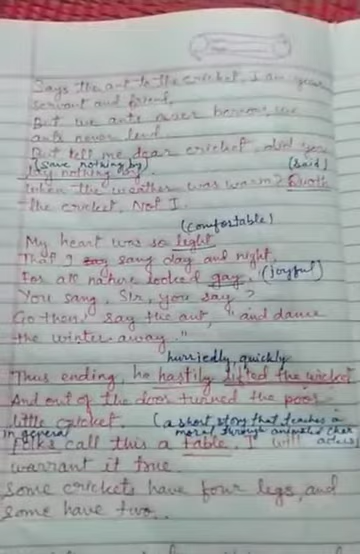 Says the ant to the cricket, I am your
servant and friend,
But we ants never borrow, we
ants never lend
But tell me dear cricket, did you
(Save nothing by) (Said)
lay nothing by
When the weather was warm? Quoth
the cricket, Not I.
(comfortable)
My heart was so light
That I sang day and night,
For all nature looked gay. (joyful)
You sang, Sir, you say?
Go then, say the ant, "and dance
the winter away."
hurriedly, quickly
Thus ending, he hastily lifted the wicket
And out of the door turned the poor
little cricket. (a short story that teaches a
in general moral through animated char
Folks call this a fable, I will acters)
warrant it true.
Some crickets have four legs, and
some have two.